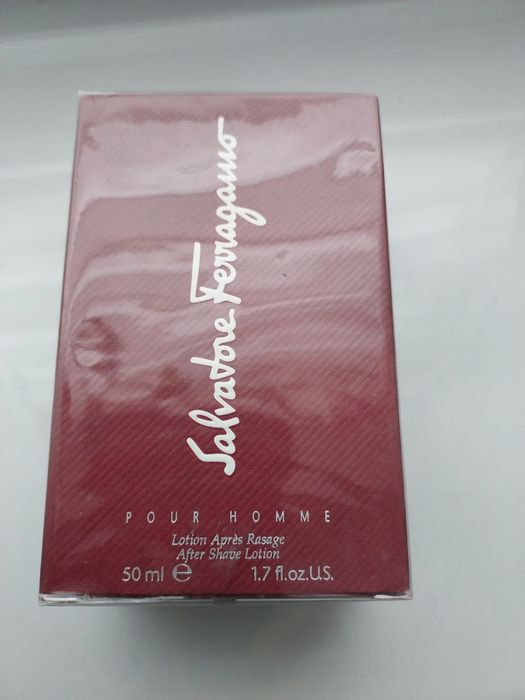 Salvatore Ferragamo
POUR HOMME
Lotion Après Rasage
After Shave Lotion
50 ml ℮ 1.7 fl.oz.U.S.